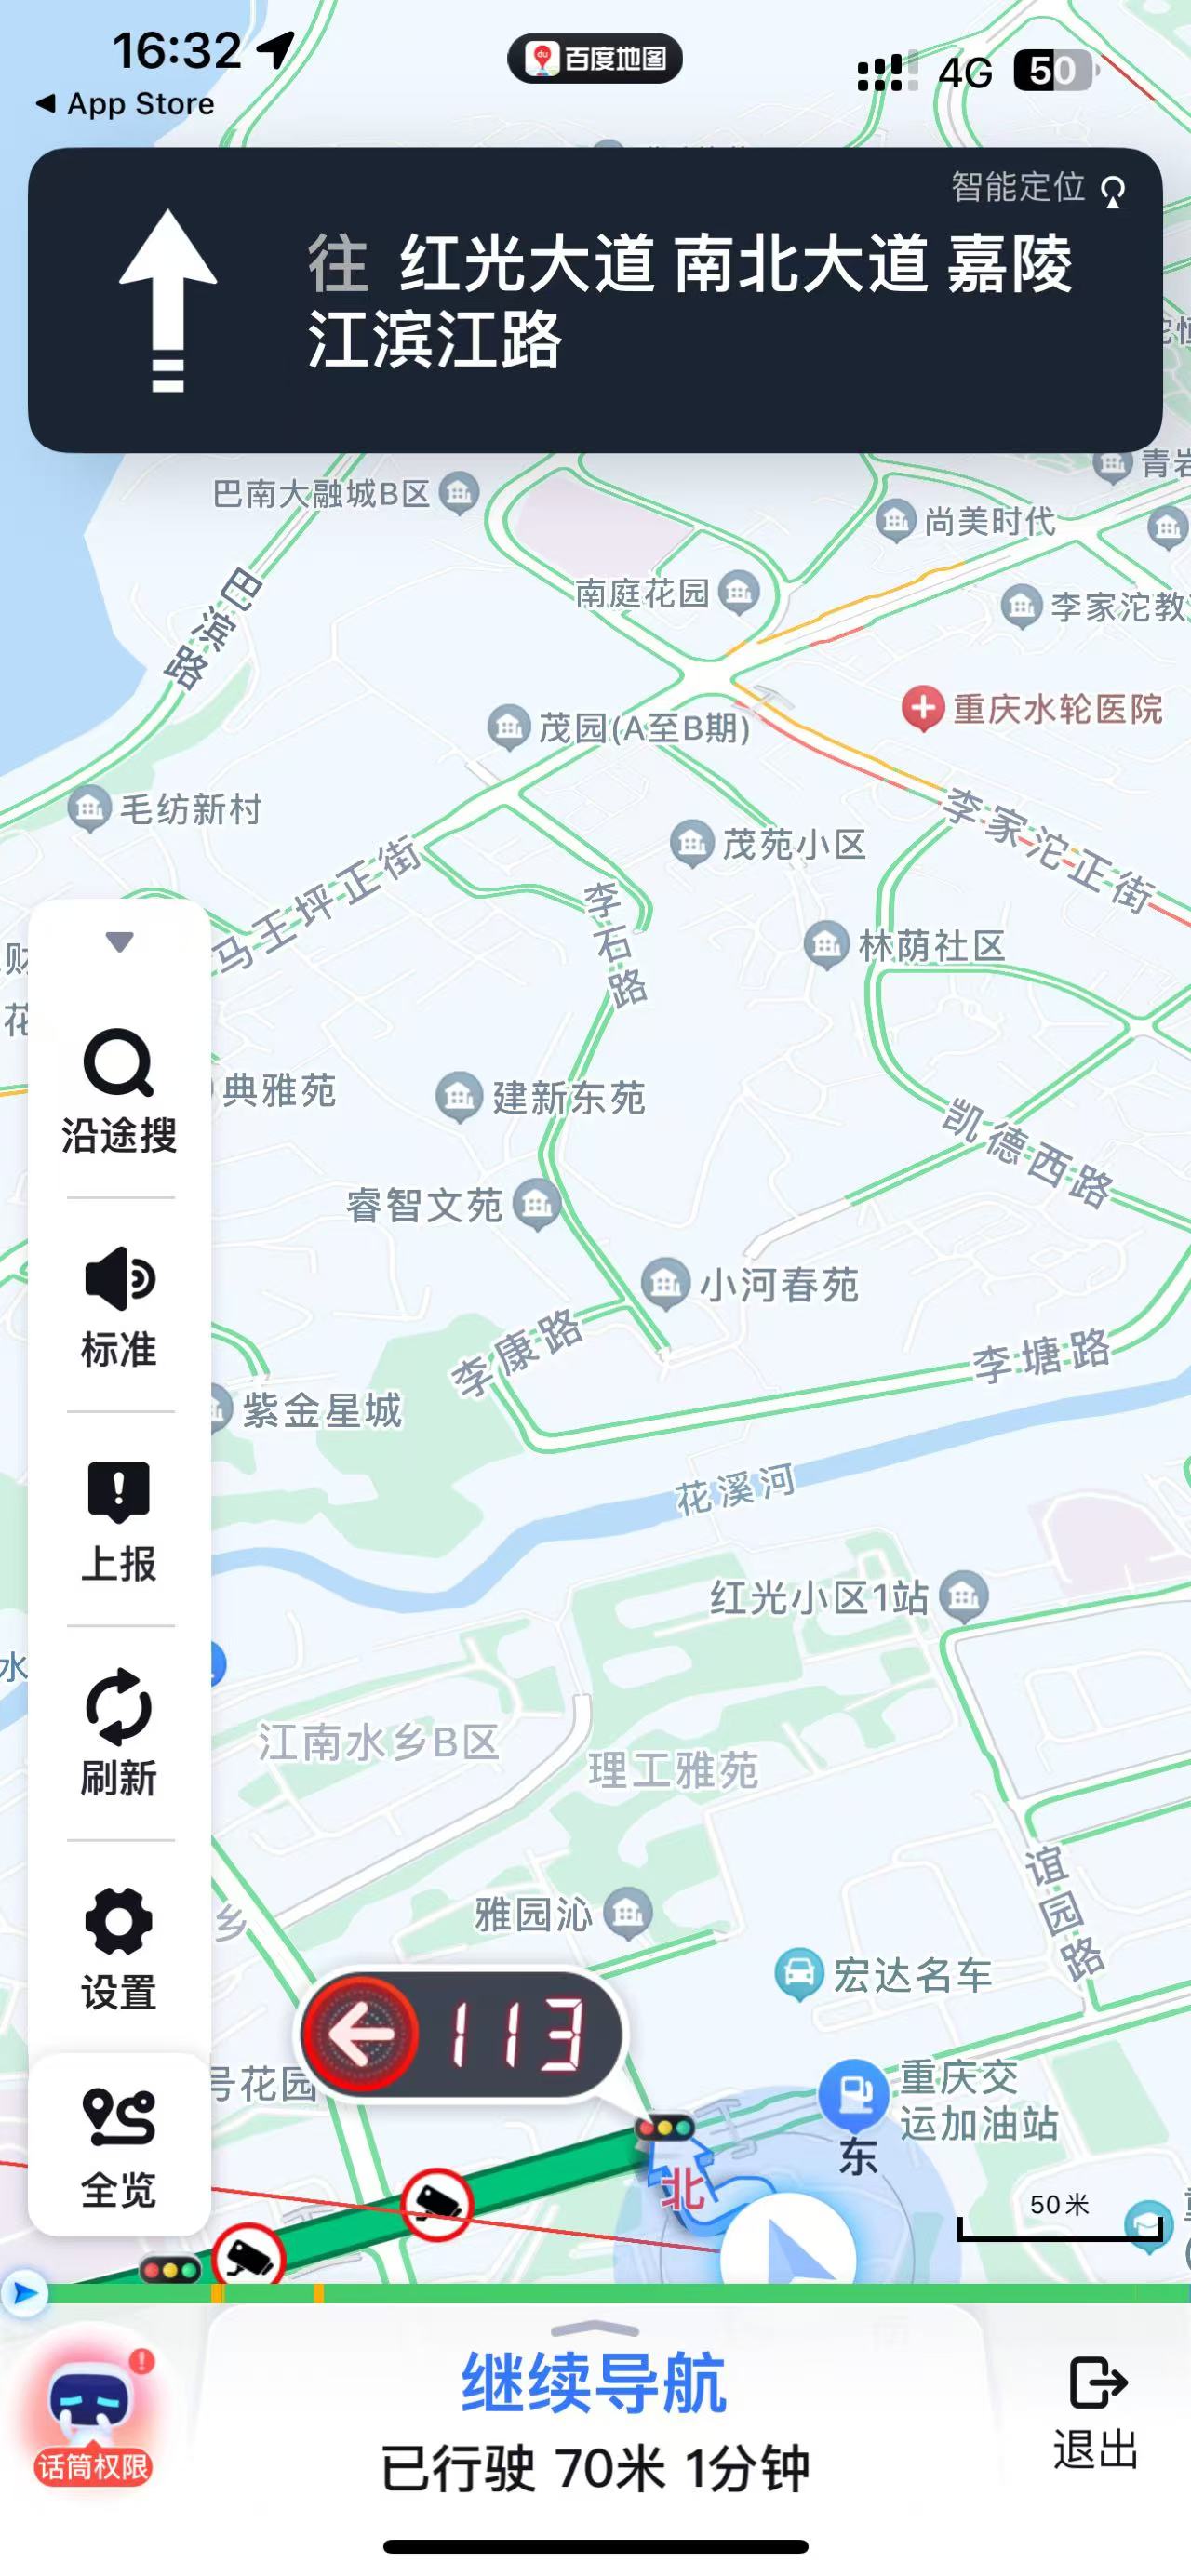 16:32
百度地图
4G
50
App Store
智能定位
往 红光大道 南北大道 嘉陵
江滨江路
巴南大融城B区
青岩
尚美时代
南庭花园
李家沱教
巴滨路
重庆水轮医院
茂园(A至B期)
毛纺新村
李家沱正街
茂苑小区
马王坪正街
李石路
林荫社区
财
花
沿途搜
典雅苑
建新东苑
凯德西路
睿智文苑
标准
小河春苑
李康路
李塘路
紫金星城
上报
花溪河
红光小区1站
水
刷新
江南水乡B区
理工雅苑
谊园路
乡
雅园沁
设置
宏达名车
113
号花园
重庆交
运加油站
东
北
全览
50米
继续导航
已行驶 70米 1分钟
话筒权限
退出